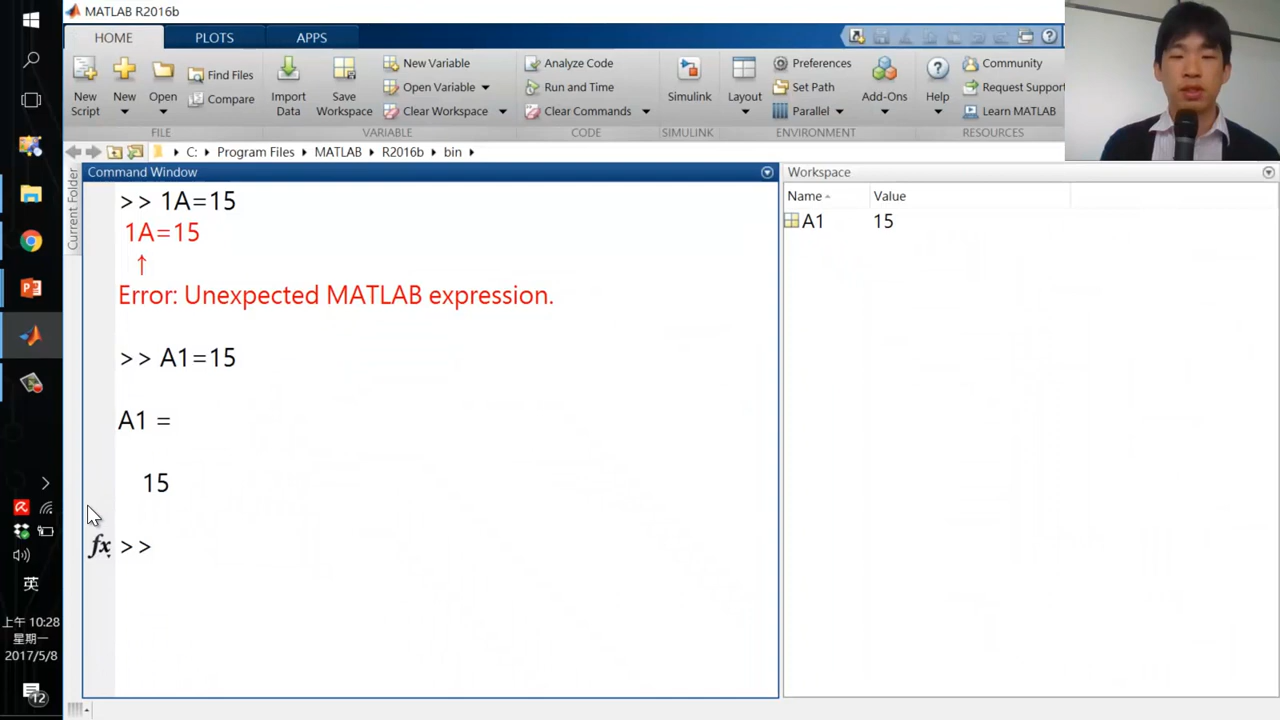 MATLAB R2016b
HOME
PLOTS
APPS
New Script
New
Open
Find Files
Compare
Import Data
Save Workspace
New Variable
Open Variable
Clear Workspace
Analyze Code
Run and Time
Clear Commands
Simulink
Layout
Preferences
Set Path
Parallel
Add-Ons
Help
Community
Request Support
Learn MATLAB
FILE
VARIABLE
CODE
SIMULINK
ENVIRONMENT
RESOURCES
C: Program Files MATLAB R2016b bin
Current Folder
Command Window
>> 1A=15
1A=15
↑
Error: Unexpected MATLAB expression.
>> A1=15
A1 =
15
fx >>
Workspace
Name Value
A1 15
英
上午 10:28
星期一
2017/5/8
12